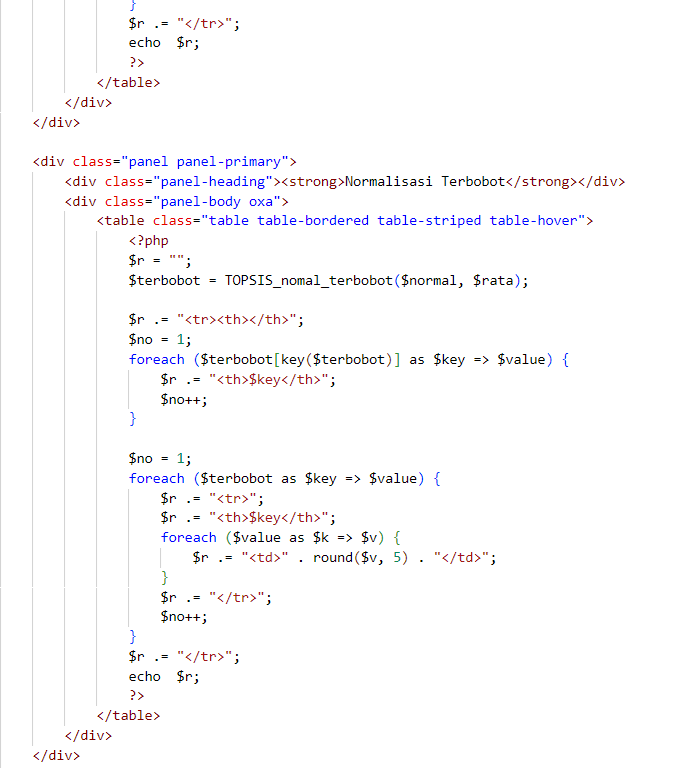 }
$r .= "</tr>";
echo  $r;
?>
</table>
</div>
</div>
<div class="panel panel-primary">
<div class="panel-heading"><strong>Normalisasi Terbobot</strong></div>
<div class="panel-body oxa">
<table class="table table-bordered table-striped table-hover">
<?php
$r = "";
$terbobot = TOPSIS_nomal_terbobot($normal, $rata);
$r .= "<tr><th></th>";
$no = 1;
foreach ($terbobot[key($terbobot)] as $key => $value) {
$r .= "<th>$key</th>";
$no++;
}
$no = 1;
foreach ($terbobot as $key => $value) {
$r .= "<tr>";
$r .= "<th>$key</th>";
foreach ($value as $k => $v) {
$r .= "<td>" . round($v, 5) . "</td>";
}
$r .= "</tr>";
$no++;
}
$r .= "</tr>";
echo  $r;
?>
</table>
</div>
</div>